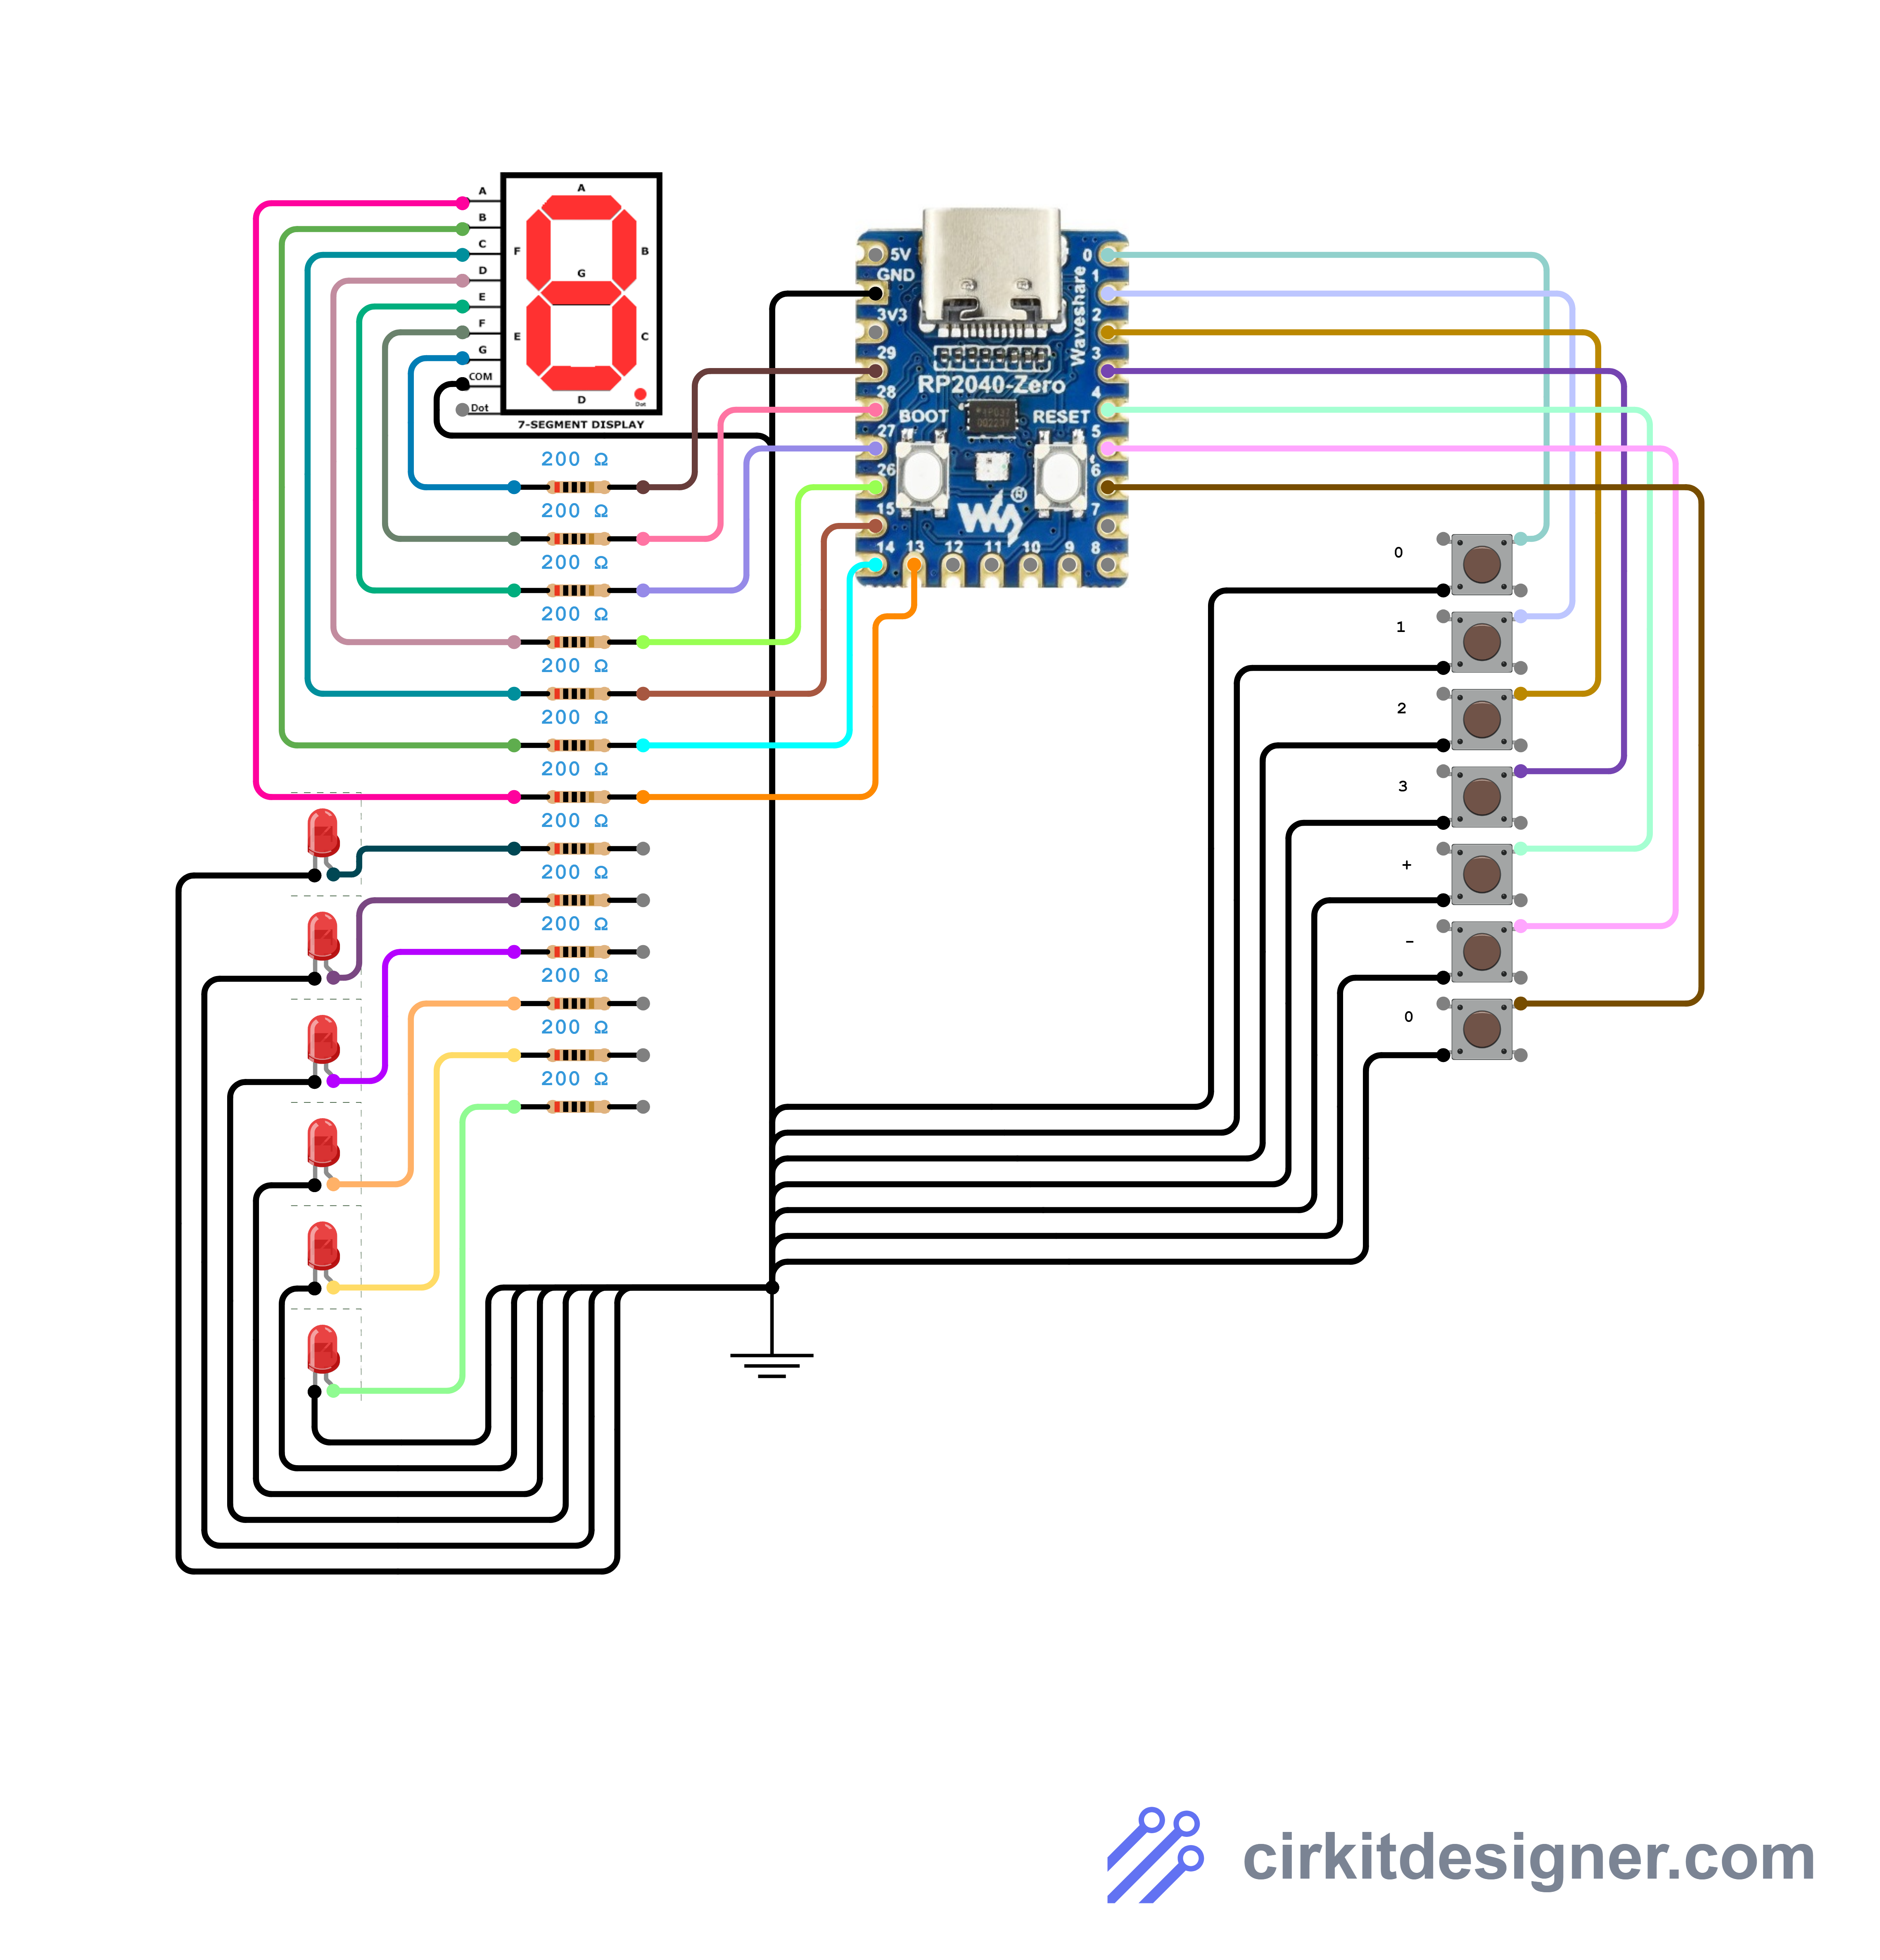 A
B
C
D
E
F
G
COM
Dot
A
F
B
G
E
C
D
Dot
7-SEGMENT DISPLAY
200 Ω
200 Ω
200 Ω
200 Ω
200 Ω
200 Ω
200 Ω
200 Ω
200 Ω
200 Ω
200 Ω
200 Ω
200 Ω
5V
GND
3V3
29
28
27
26
15
14
13
12
11
10
9
8
0
1
2
3
4
5
6
7
Waveshare
RP2040-Zero
BOOT
RESET
®
0
1
2
3
+
-
0
cirkitdesigner.com